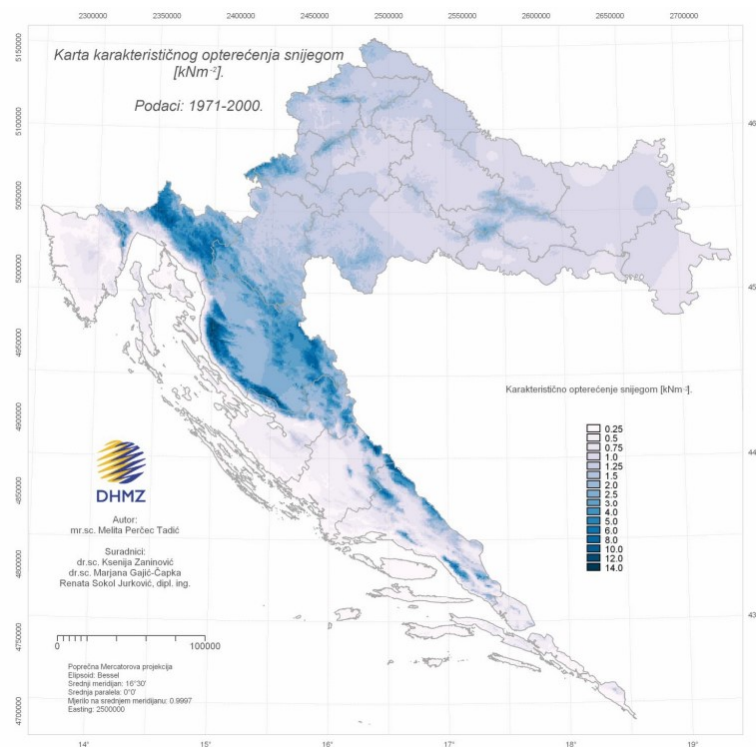 2300000 2350000 2400000 2450000 2500000 2550000 2600000 2650000 2700000
Karta karakterističnog opterećenja snijegom
[kNm⁻²].
Podaci: 1971-2000.
5150000
5100000
5050000
5000000
4950000
4900000
4850000
4800000
4750000
4700000
46
45
44
43
Karakteristično opterećenje snijegom [kNm⁻²].
0.25
0.5
0.75
1.0
1.25
1.5
2.0
2.5
3.0
4.0
5.0
6.0
8.0
10.0
12.0
14.0
DHMZ
Autor:
mr.sc. Melita Perčec Tadić
Suradnici:
dr.sc. Ksenija Zaninović
dr.sc. Marjana Gajić-Čapka
Renata Sokol Jurković, dipl. ing.
0 100000
Poprečna Mercatorova projekcija
Elipsoid: Bessel
Srednji meridijan: 16°30'
Srednja paralela: 0°0'
Mjerilo na srednjem meridijanu: 0.9997
Easting: 2500000
14° 15° 16° 17° 18° 19°